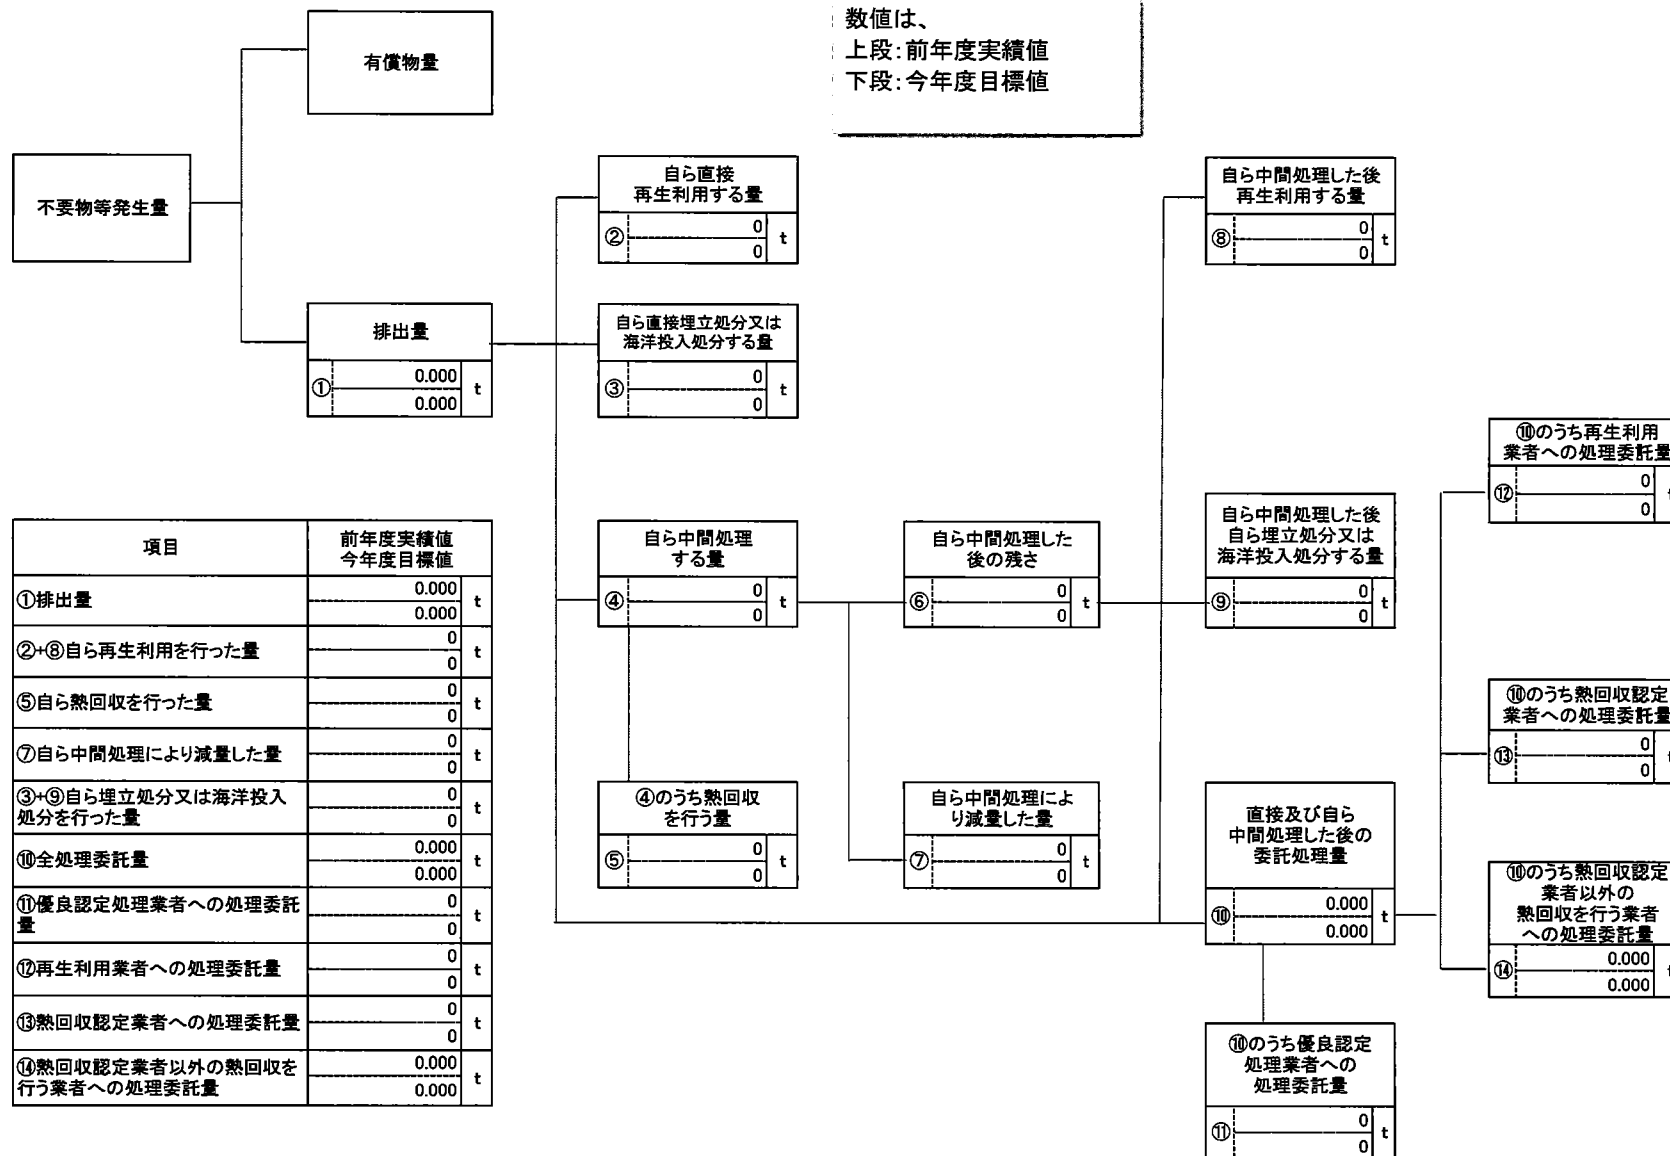 数値は、
上段：前年度実績値
下段：今年度目標値
有償物量
不要物等発生量
排出量
①
0.000
0.000
t
自ら直接
再生利用する量
②
0
0
t
自ら直接埋立処分又は
海洋投入処分する量
③
0
0
t
自ら中間処理
する量
④
0
0
t
④のうち熱回収
を行う量
⑤
0
0
t
自ら中間処理した
後の残さ
⑥
0
0
t
自ら中間処理によ
り減量した量
⑦
0
0
t
自ら中間処理した後
再生利用する量
⑧
0
0
t
自ら中間処理した後
自ら埋立処分又は
海洋投入処分する量
⑨
0
0
t
直接及び自ら
中間処理した後の
委託処理量
⑩
0.000
0.000
t
⑩のうち優良認定
処理業者への
処理委託量
⑪
0
0
t
⑩のうち再生利用
業者への処理委託量
⑫
0
0
⑩のうち熱回収認定
業者への処理委託量
⑬
0
0
⑩のうち熱回収認定
業者以外の
熱回収を行う業者
への処理委託量
⑭
0.000
0.000
項目
前年度実績値
今年度目標値
①排出量
0.000
0.000
t
②+⑧自ら再生利用を行った量
0
0
t
⑤自ら熱回収を行った量
0
0
t
⑦自ら中間処理により減量した量
0
0
t
③+⑨自ら埋立処分又は海洋投入
処分を行った量
0
0
t
⑩全処理委託量
0.000
0.000
t
⑪優良認定処理業者への処理委託
量
0
0
t
⑫再生利用業者への処理委託量
0
0
t
⑬熱回収認定業者への処理委託量
0
0
t
⑭熱回収認定業者以外の熱回収を
行う業者への処理委託量
0.000
0.000
t